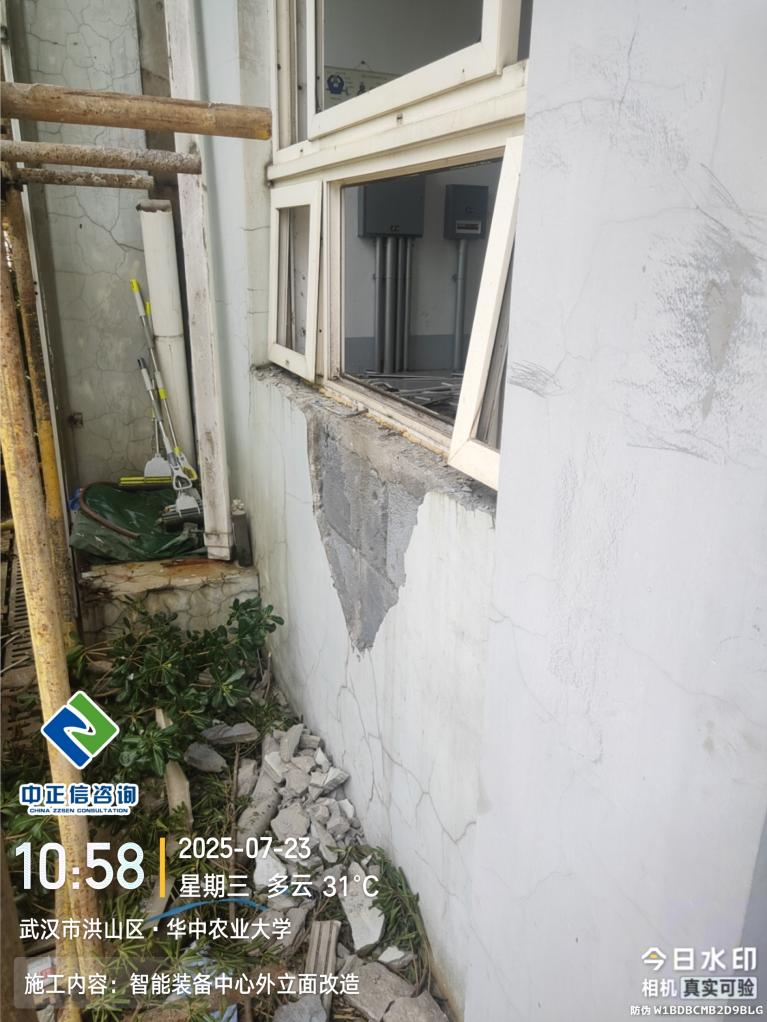 中正信咨询
CHINA ZZSEN CONSULTATION
10:58
2025-07-23
星期三 多云 31°C
武汉市洪山区·华中农业大学
施工内容：智能装备中心外立面改造
今日水印
相机 真实可验
防伪 W1BDBCMB2D9BLG